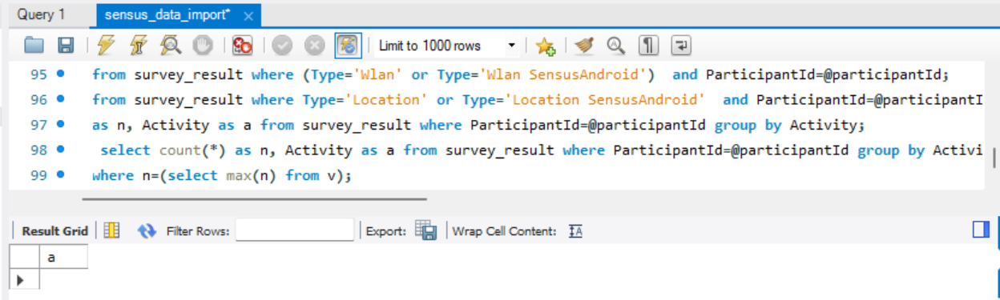 Query 1 sensus_data_import*
Limit to 1000 rows
95 from survey_result where (Type='Wlan' or Type='Wlan SensusAndroid')  and ParticipantId=@participantId;
96 from survey_result where Type='Location' or Type='Location SensusAndroid'  and ParticipantId=@participantI
97 as n, Activity as a from survey_result where ParticipantId=@participantId group by Activity;
98 select count(*) as n, Activity as a from survey_result where ParticipantId=@participantId group by Activi
99 where n=(select max(n) from v);
Result Grid Filter Rows: Export: Wrap Cell Content: IA
a